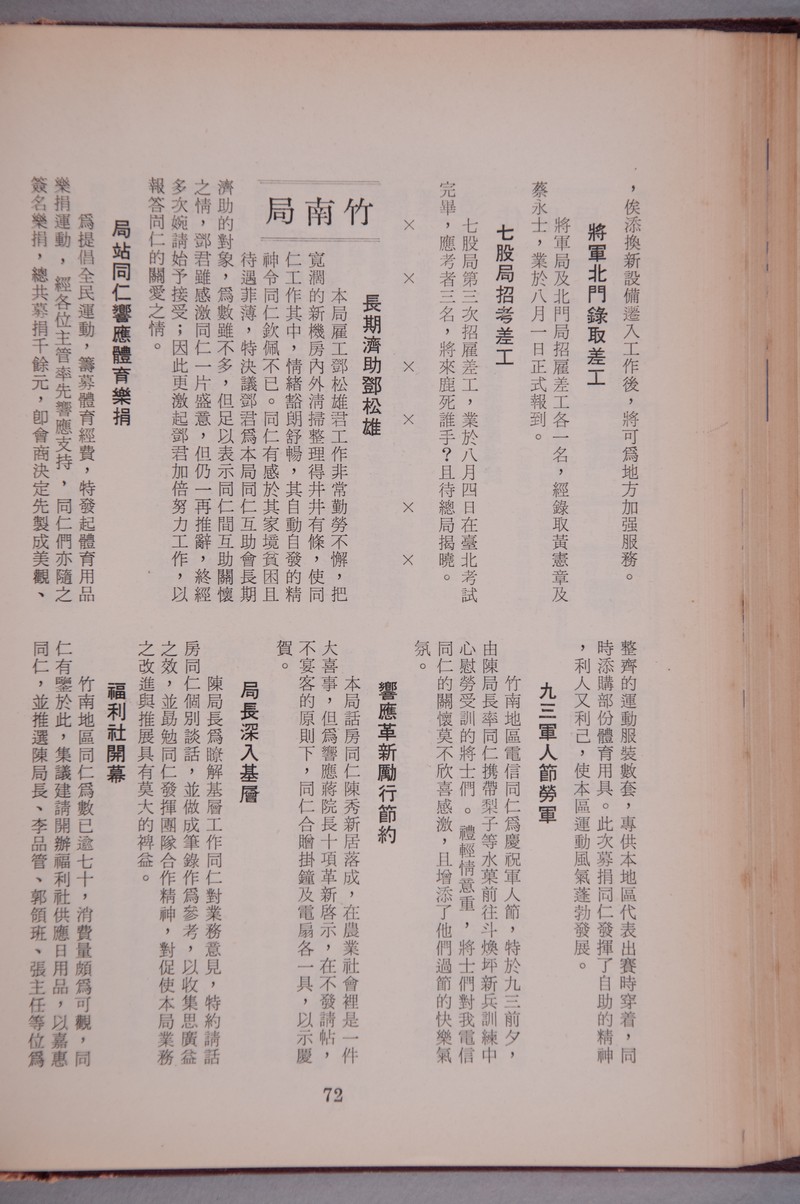 ，俟添換新設備遷入工作後，將可爲地方加强服務。
將軍北門錄取差工
將軍局及北門局招雇差工各一名，經錄取黃憲章及
蔡永士，業於八月一日正式報到。
七股局招考差工
七股局第三次招雇差工，業於八月四日在臺北考試
完畢，應考者三名，將來鹿死誰手？且待總局揭曉。
× × × × × ×
竹南局
長期濟助鄧松雄
本局雇工鄧松雄君工作非常勤勞不懈，把
寬濶的新機房內外淸掃整理得井井有條，使同
仁工作其中，情緒豁朗舒暢，其自動自發的精
神令同仁欽佩不已。同仁有感於其家境貧困且
待遇菲薄，特決議鄧君爲本局同仁互助會長期
濟助的對象，爲數雖不多，但足以表示同仁間互助關懷
之情，鄧君雖感激同仁一片盛意，但仍一再推辭，終經
多次婉請始予接受；因此更激起鄧君加倍努力工作，以
報答同仁的關愛之情。
局站同仁響應體育樂捐
爲提倡全民運動，籌募體育經費，特發起體育用品
樂捐運動，經各位主管率先響應支持，同仁們亦隨之
簽名樂捐，總共募捐千餘元，卽會商決定先製成美觀、
整齊的運動服裝數套，專供本地區代表出賽時穿着，同
時添購部份體育用具。此次募捐同仁發揮了自助的精神
，利人又利己，使本區運動風氣蓬勃發展。
九三軍人節勞軍
竹南地區電信同仁爲慶祝軍人節，特於九三前夕，
由陳局長率同仁携帶梨子等水菓前往斗煥坪新兵訓練中
心慰勞受訓的將士們。禮輕情意重，將士們對我電信
同仁的關懷莫不欣喜感激，且增添了他們過節的快樂氣
氛。
響應革新勵行節約
本局話房同仁陳秀新居落成，在農業社會裡是一件
大喜事，但爲響應蔣院長十項革新啓示，在不發請帖，
不宴客的原則下，同仁合贈掛鐘及電扇各一具，以示慶
賀。
局長深入基層
陳局長爲瞭解基層工作同仁對業務意見，特約請話
房同仁個別談話，並做成筆錄作爲參考，以收集思廣益
之效，並勗勉同仁發揮團隊合作精神，對促使本局業務
之改進與推展具有莫大的裨益。
福利社開幕
竹南地區同仁爲數已逾七十，消費量頗爲可觀，同
仁有鑒於此，集議建請開辦福利社供應日用品，以嘉惠
同仁，並推選陳局長、李品管、郭領班、張主任等位爲
72